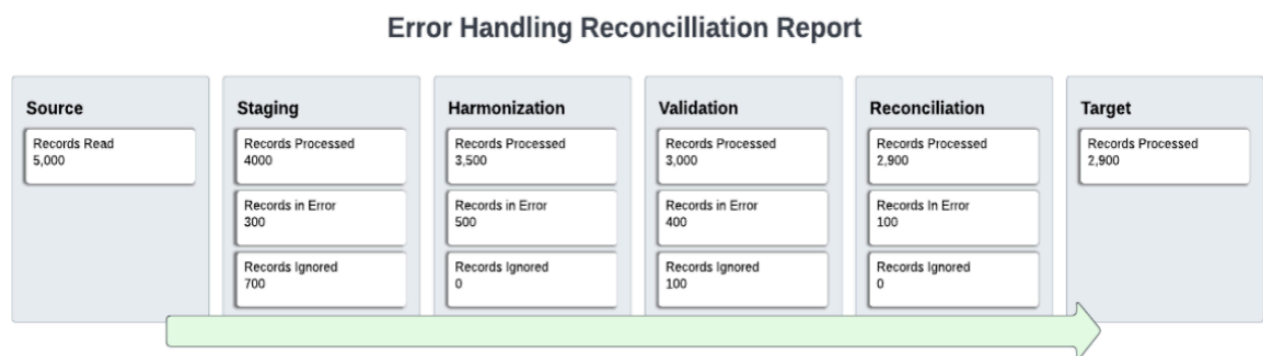 Error Handling Reconcilliation Report
Source
Records Read
5,000
Staging
Records Processed
4000
Records in Error
300
Records Ignored
700
Harmonization
Records Processed
3,500
Records in Error
500
Records Ignored
0
Validation
Records Processed
3,000
Records in Error
400
Records Ignored
100
Reconciliation
Records Processed
2,900
Records In Error
100
Records Ignored
0
Target
Records Processed
2,900